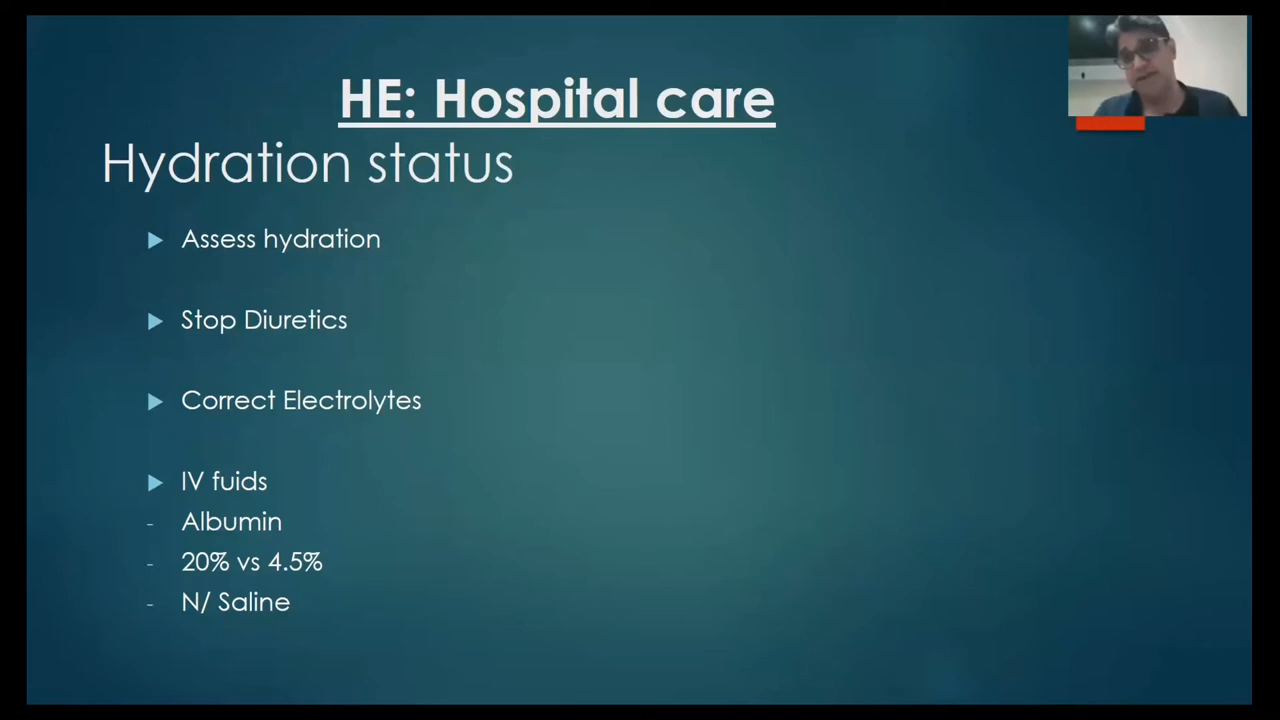 HE: Hospital care
Hydration status
Assess hydration
Stop Diuretics
Correct Electrolytes
IV fuids
- Albumin
- 20% vs 4.5%
- N/ Saline